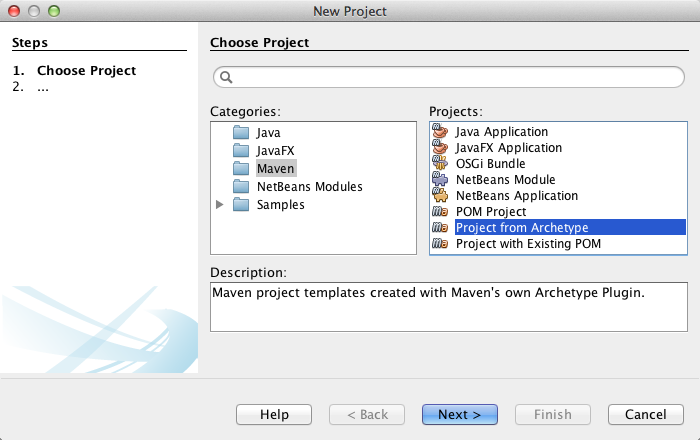 New Project
Steps
1. Choose Project
2. ...
Choose Project
Categories:
Java
JavaFX
Maven
NetBeans Modules
Samples
Projects:
Java Application
JavaFX Application
OSGi Bundle
NetBeans Module
NetBeans Application
POM Project
Project from Archetype
Project with Existing POM
Description:
Maven project templates created with Maven's own Archetype Plugin.
Help
< Back
Next >
Finish
Cancel